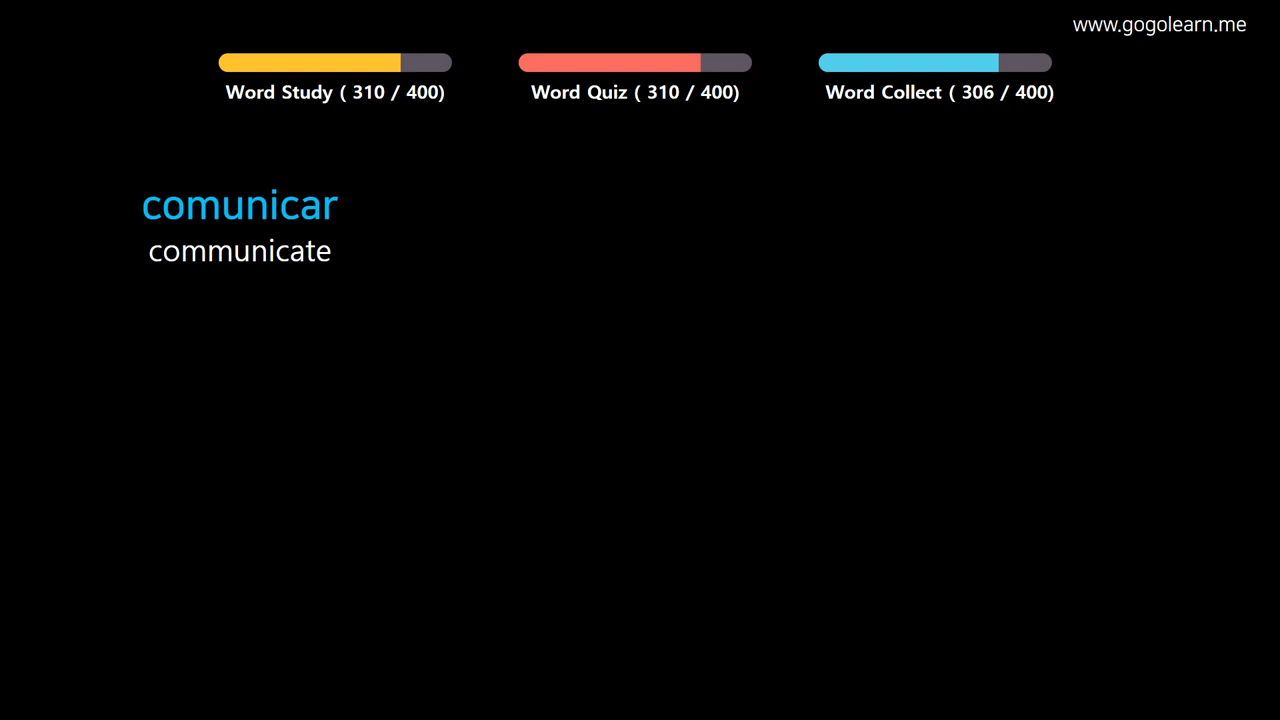 www.gogolearn.me
Word Study ( 310 / 400)
Word Quiz ( 310 / 400)
Word Collect ( 306 / 400)
comunicar
communicate